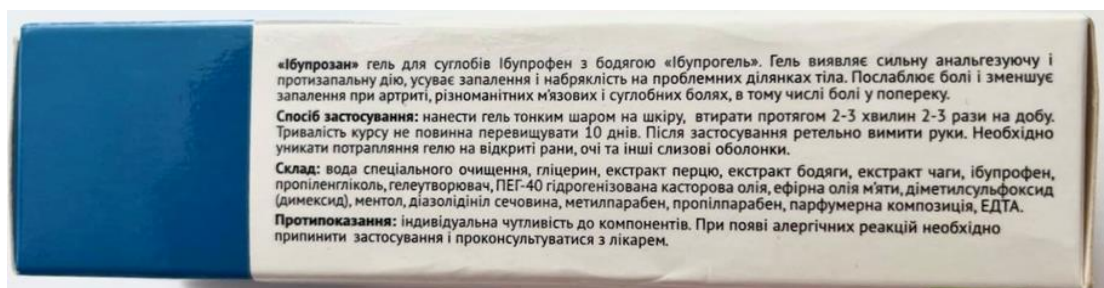 «Ібупрозан» гель для суглобів Ібупрофен з бодягою «Ібупрогель». Гель виявляє сильну анальгезуючу і
протизапальну дію, усуває запалення і набряклість на проблемних ділянках тіла. Послаблює болі і зменшує
запалення при артриті, різноманітних м'язових і суглобних болях, в тому числі болі у попереку.
Спосіб застосування: нанести гель тонким шаром на шкіру, втирати протягом 2-3 хвилин 2-3 рази на добу.
Тривалість курсу не повинна перевищувати 10 днів. Після застосування ретельно вимити руки. Необхідно
уникати потрапляння гелю на відкриті рани, очі та інші слизові оболонки.
Склад: вода спеціального очищення, гліцерин, екстракт перцю, екстракт бодяги, екстракт чаги, ібупрофен,
пропіленгліколь, гелеутворювач, ПЕГ-40 гідрогенізована касторова олія, ефірна олія м'яти, діметилсульфоксид
(димексид), ментол, діазолідініл сечовина, метилпарабен, пропілпарабен, парфумерна композиція, ЕДТА.
Протипоказання: індивідуальна чутливість до компонентів. При появі алергічних реакцій необхідно
припинити застосування і проконсультуватися з лікарем.